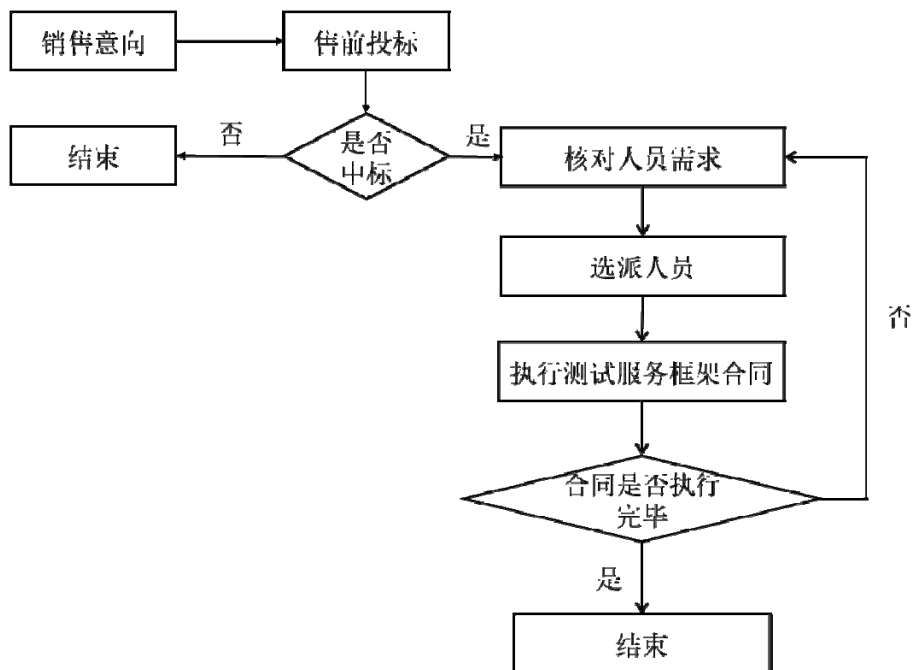 销售意向
售前投标
结束
否
是否
中标
是
核对人员需求
选派人员
否
执行测试服务框架合同
合同是否执行
完毕
是
结束